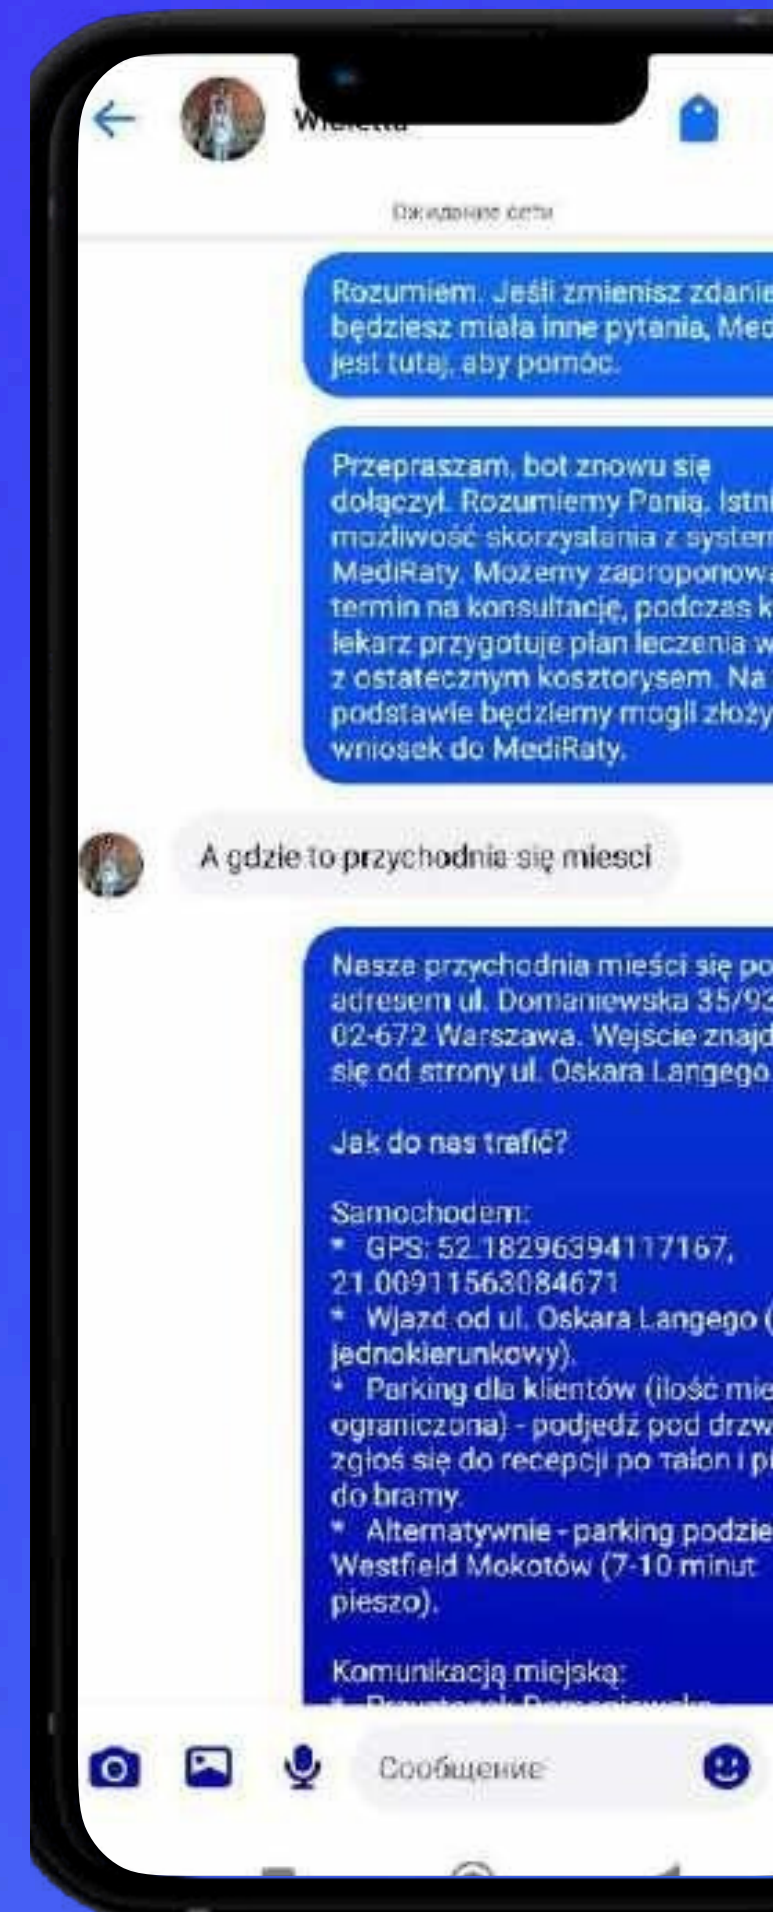 Ожидание сети
Rozumiem. Jeśli zmienisz zdanie
będziesz miała inne pytania, Med
jest tutaj, aby pomóc.
Przepraszam, bot znowu się
dołączył. Rozumiemy Panią. Istni
możliwość skorzystania z system
MediRaty. Możemy zaproponowa
termin na konsultację, podczas k
lekarz przygotuje plan leczenia w
z ostatecznym kosztorysem. Na
podstawie będziemy mogli złoży
wniosek do MediRaty.
A gdzie to przychodnia się miesci
Nasza przychodnia mieści się po
adresem ul. Domaniewska 35/93
02-672 Warszawa. Wejście znajd
się od strony ul. Oskara Langego
Jak do nas trafić?
Samochodem:
* GPS: 52.18296394117167,
21.00911563084671
* Wjazd od ul. Oskara Langego (
jednokierunkowy).
* Parking dla klientów (ilość mie
ograniczona) - podjedź pod drzw
zgłoś się do recepcji po talon i p
do bramy.
* Alternatywnie - parking podzie
Westfield Mokotów (7-10 minut
pieszo).
Komunikacją miejską:
Сообщение